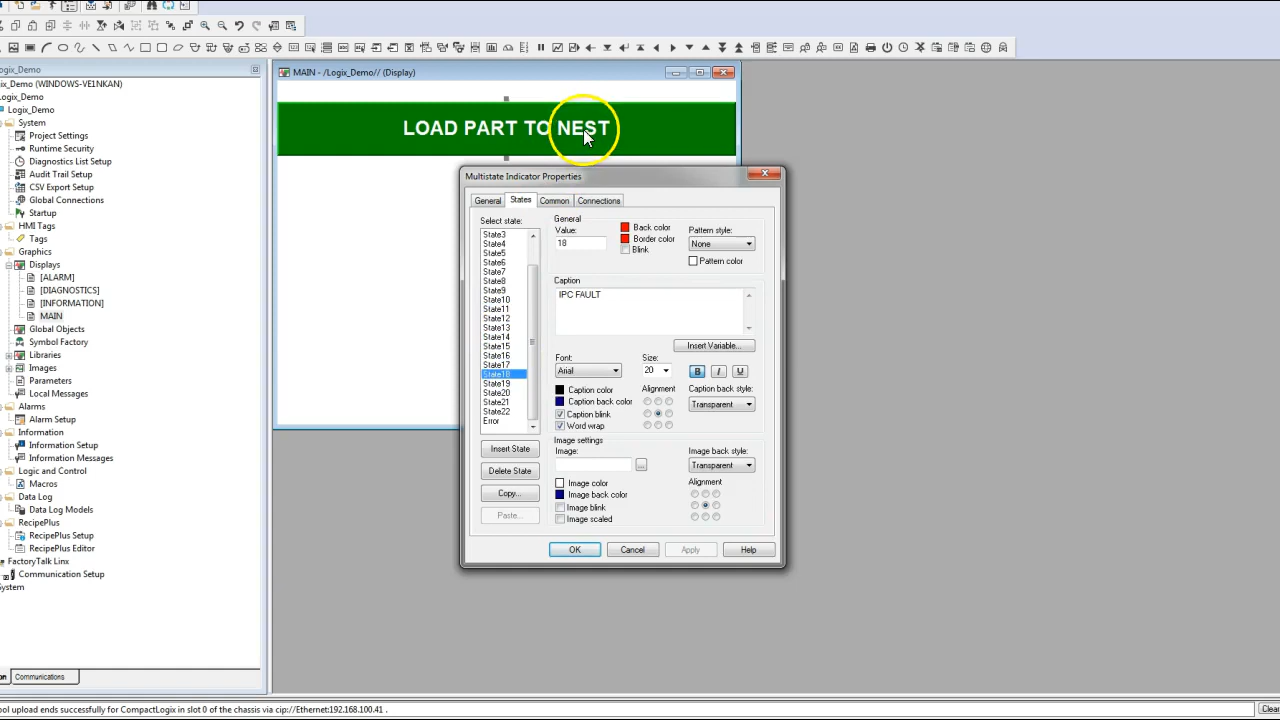 ogix_Demo
MAIN - /Logix_Demo// (Display)
ix_Demo (WINDOWS-VE1NKAN)
Logix_Demo
Logix_Demo
System
Project Settings
Runtime Security
Diagnostics List Setup
Audit Trail Setup
CSV Export Setup
Global Connections
Startup
HMI Tags
Tags
Graphics
Displays
[ALARM]
[DIAGNOSTICS]
[INFORMATION]
MAIN
Global Objects
Symbol Factory
Libraries
Images
Parameters
Local Messages
Alarms
Alarm Setup
Information
Information Setup
Information Messages
Logic and Control
Macros
Data Log
Data Log Models
RecipePlus
RecipePlus Setup
RecipePlus Editor
FactoryTalk Linx
Communication Setup
System
on
Communications
LOAD PART TO NEST
Multistate Indicator Properties
General
States
Common
Connections
Select state:
State3
State4
State5
State6
State7
State8
State9
State10
State11
State12
State13
State14
State15
State16
State17
State18
State19
State20
State21
State22
Error
Insert State
Delete State
Copy...
Paste...
General
Value:
18
Back color
Border color
Blink
Pattern style:
None
Pattern color
Caption
IPC FAULT
Insert Variable...
Font:
Arial
Size:
20
B
I
U
Caption color
Caption back color
Caption blink
Word wrap
Alignment
Caption back style:
Transparent
Image settings
Image:
...
Image back style:
Transparent
Image color
Image back color
Image blink
Image scaled
Alignment
OK
Cancel
Apply
Help
ool upload ends successfully for CompactLogix in slot 0 of the chassis via cip://Ethernet:192.168.100.41 .
Clear